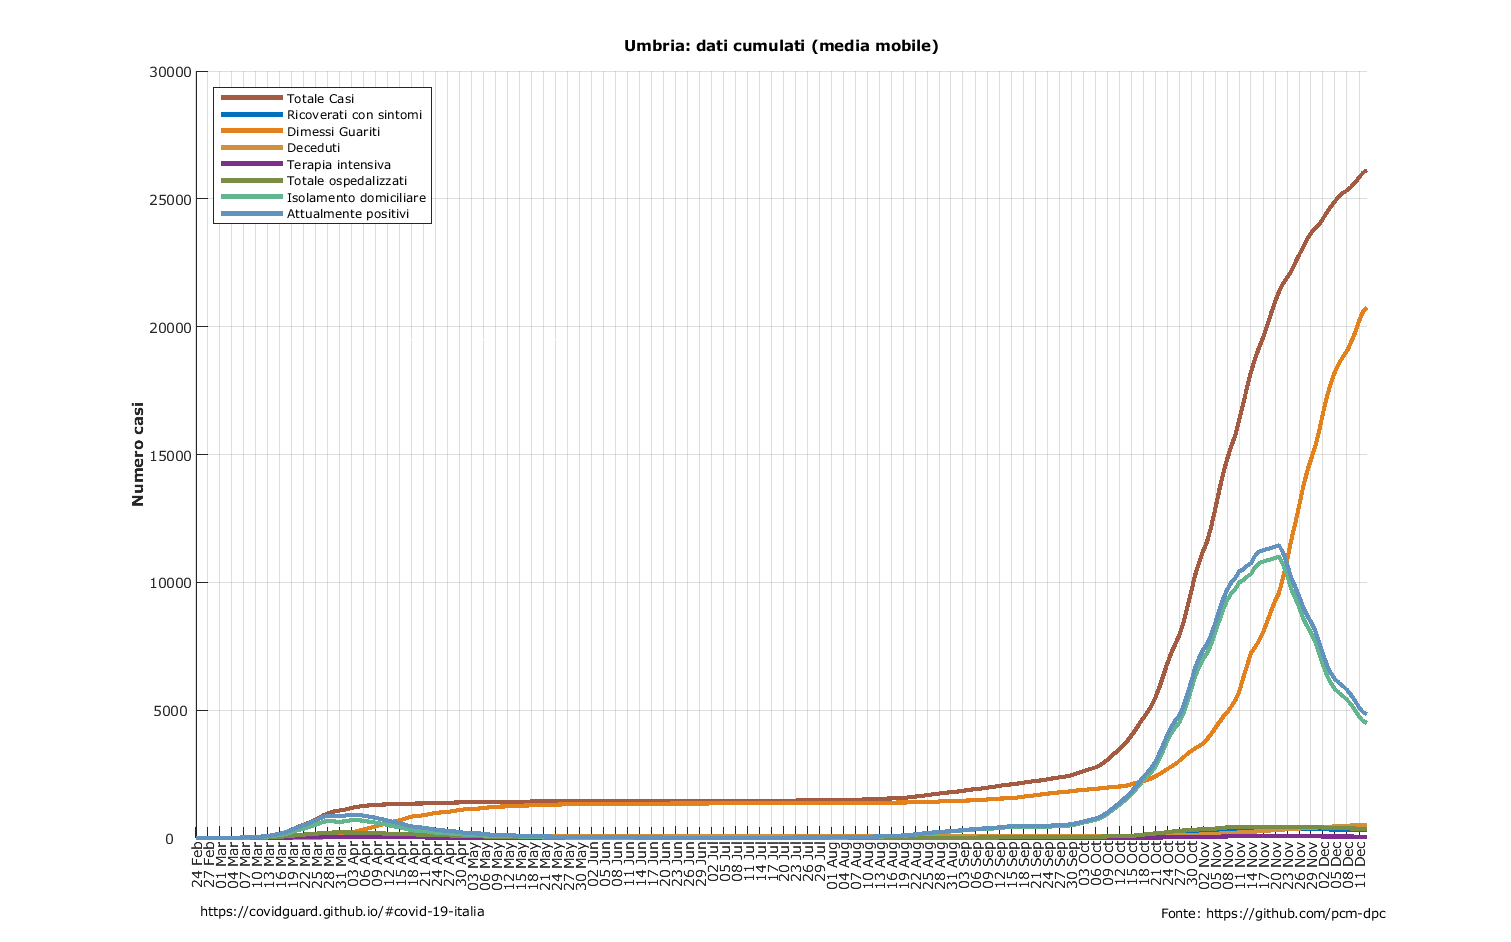 Umbria: dati cumulati (media mobile)
Numero casi
30000
25000
20000
15000
10000
5000
0
Totale Casi
Ricoverati con sintomi
Dimessi Guariti
Deceduti
Terapia intensiva
Totale ospedalizzati
Isolamento domiciliare
Attualmente positivi
24 Feb
27 Feb
01 Mar
04 Mar
07 Mar
10 Mar
13 Mar
16 Mar
19 Mar
22 Mar
25 Mar
28 Mar
31 Mar
03 Apr
06 Apr
09 Apr
12 Apr
15 Apr
18 Apr
21 Apr
24 Apr
27 Apr
30 Apr
03 May
06 May
09 May
12 May
15 May
18 May
21 May
24 May
27 May
30 May
02 Jun
05 Jun
08 Jun
11 Jun
14 Jun
17 Jun
20 Jun
23 Jun
26 Jun
29 Jun
02 Jul
05 Jul
08 Jul
11 Jul
14 Jul
17 Jul
20 Jul
23 Jul
26 Jul
29 Jul
01 Aug
04 Aug
07 Aug
10 Aug
13 Aug
16 Aug
19 Aug
22 Aug
25 Aug
28 Aug
31 Aug
03 Sep
06 Sep
09 Sep
12 Sep
15 Sep
18 Sep
21 Sep
24 Sep
27 Sep
30 Sep
03 Oct
06 Oct
09 Oct
12 Oct
15 Oct
18 Oct
21 Oct
24 Oct
27 Oct
30 Oct
02 Nov
05 Nov
08 Nov
11 Nov
14 Nov
17 Nov
20 Nov
23 Nov
26 Nov
29 Nov
02 Dec
05 Dec
08 Dec
11 Dec
https://covidguard.github.io/#covid-19-italia
Fonte: https://github.com/pcm-dpc